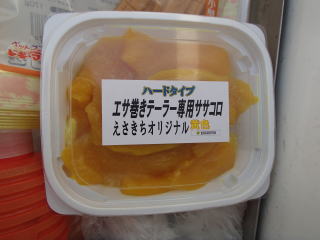 ハードタイプ
エサ巻きテーラー専用ササコロ
えさきちオリジナル 黄色